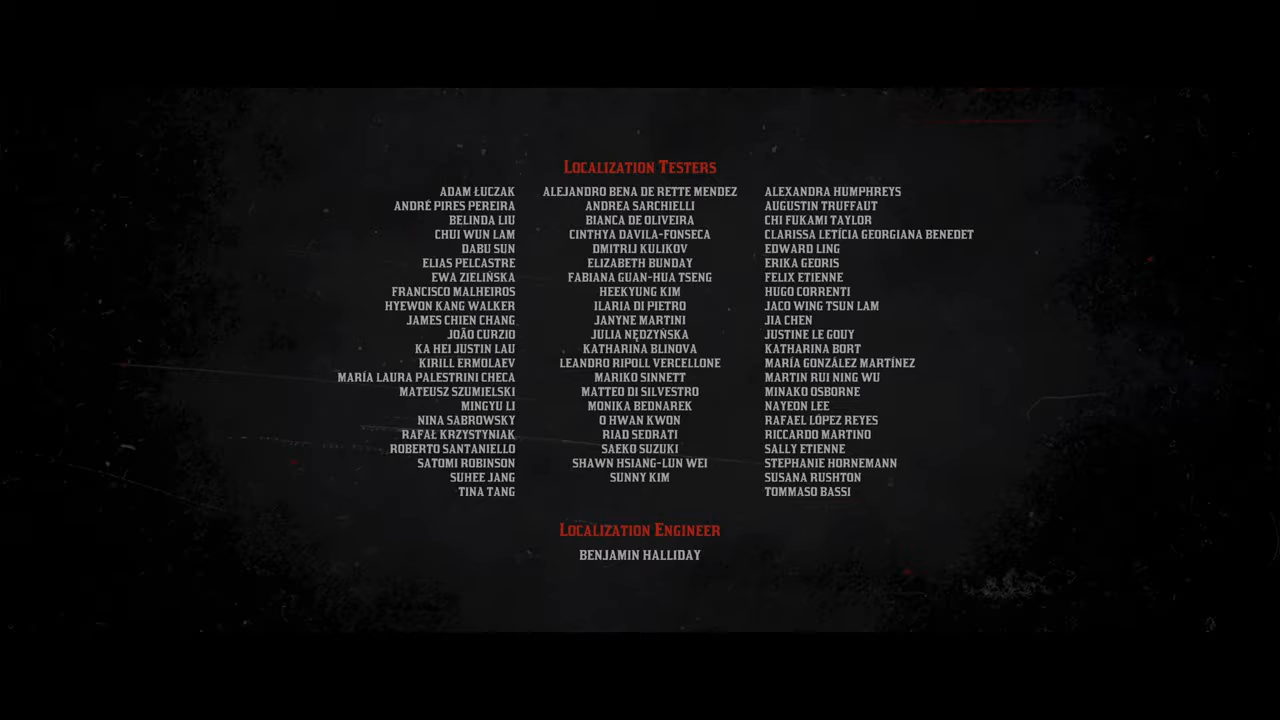 Localization Testers
ADAM ŁUCZAK ALEJANDRO BENA DE RETTE MENDEZ ALEXANDRA HUMPHREYS
ANDRÉ PIRES PEREIRA ANDREA SARCHIELLI AUGUSTIN TRUFFAUT
BELINDA LIU BIANCA DE OLIVEIRA CHI FUKAMI TAYLOR
CHUI WUN LAM CINTHYA DAVILA-FONSECA CLARISSA LETÍCIA GEORGIANA BENEDET
DABU SUN DMITRIJ KULIKOV EDWARD LING
ELIAS PELCASTRE ELIZABETH BUNDAY ERIKA GEORIS
EWA ZIELIŃSKA FABIANA GUAN-HUA TSENG FELIX ETIENNE
FRANCISCO MALHEIROS HEEKYUNG KIM HUGO CORRENTI
HYEWON KANG WALKER ILARIA DI PIETRO JACO WING TSUN LAM
JAMES CHIEN CHANG JANYNE MARTINI JIA CHEN
JOÃO CURZIO JULIA NĘDZYŃSKA JUSTINE LE GOUY
KA HEI JUSTIN LAU KATHARINA BLINOVA KATHARINA BORT
KIRILL ERMOLAEV LEANDRO RIPOLL VERCELLONE MARÍA GONZÁLEZ MARTÍNEZ
MARÍA LAURA PALESTRINI CHECA MARIKO SINNETT MARTIN RUI NING WU
MATEUSZ SZUMIELSKI MATTEO DI SILVESTRO MINAKO OSBORNE
MINGYU LI MONIKA BEDNAREK NAYEON LEE
NINA SABROWSKY O HWAN KWON RAFAEL LÓPEZ REYES
RAFAŁ KRZYSTYNIAK RIAD SEDRATI RICCARDO MARTINO
ROBERTO SANTANIELLO SAEKO SUZUKI SALLY ETIENNE
SATOMI ROBINSON SHAWN HSIANG-LUN WEI STEPHANIE HORNEMANN
SUHEE JANG SUNNY KIM SUSANA RUSHTON
TINA TANG TOMMASO BASSI
Localization Engineer
BENJAMIN HALLIDAY